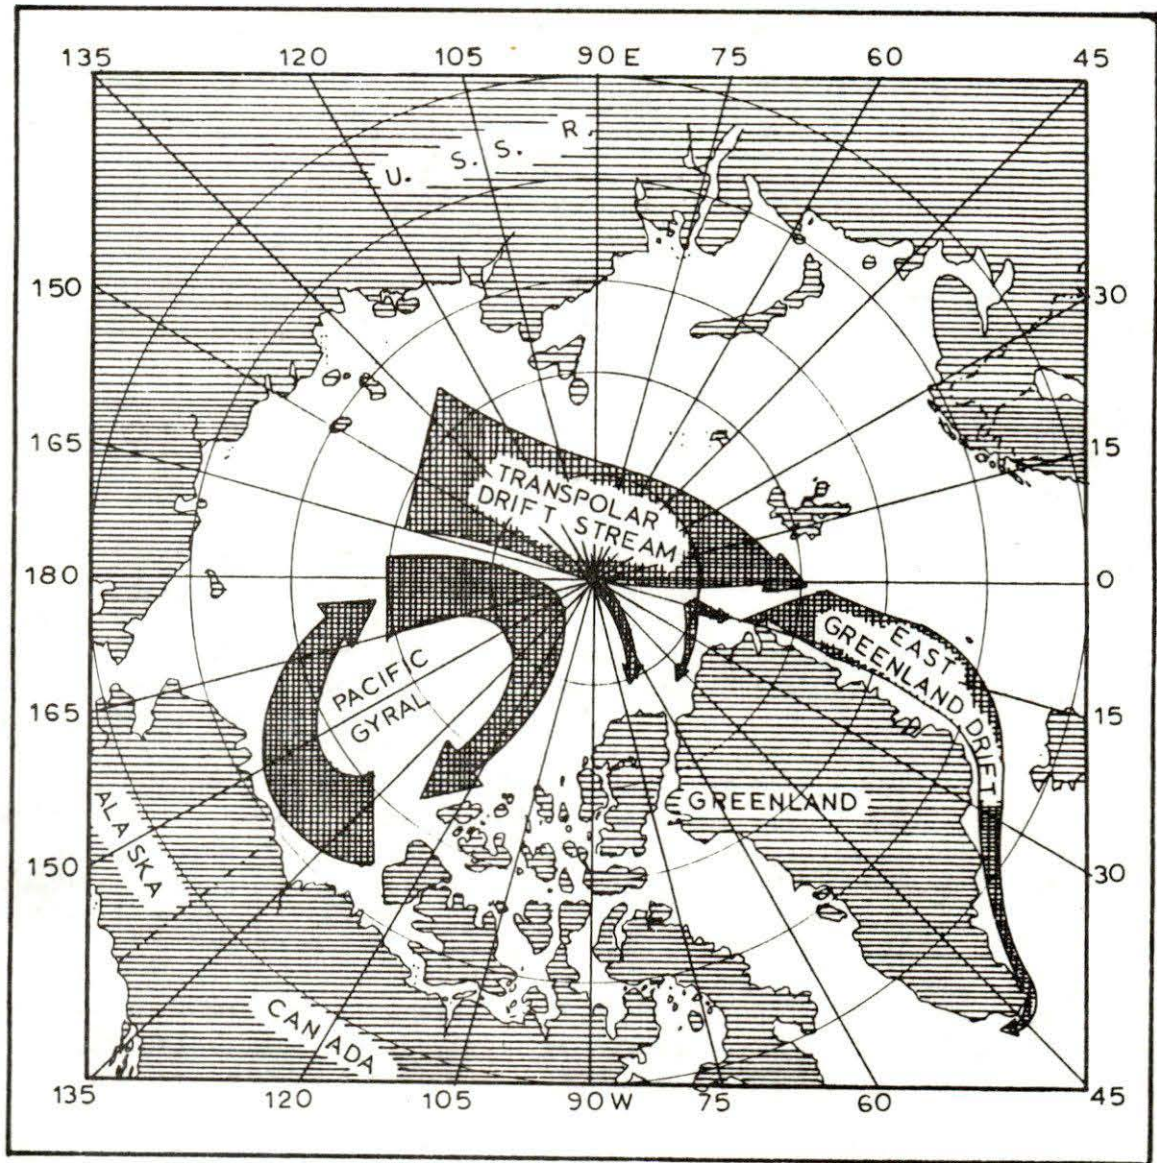 135 120 105 90 E 75 60 45
U. S. S. R.
150
30
165
15
TRANSPOLAR
DRIFT STREAM
180
0
EAST
GREENLAND DRIFT
PACIFIC
GYRAL
165
15
ALASKA
GREENLAND
150
30
CANADA
135 120 105 90 W 75 60 45